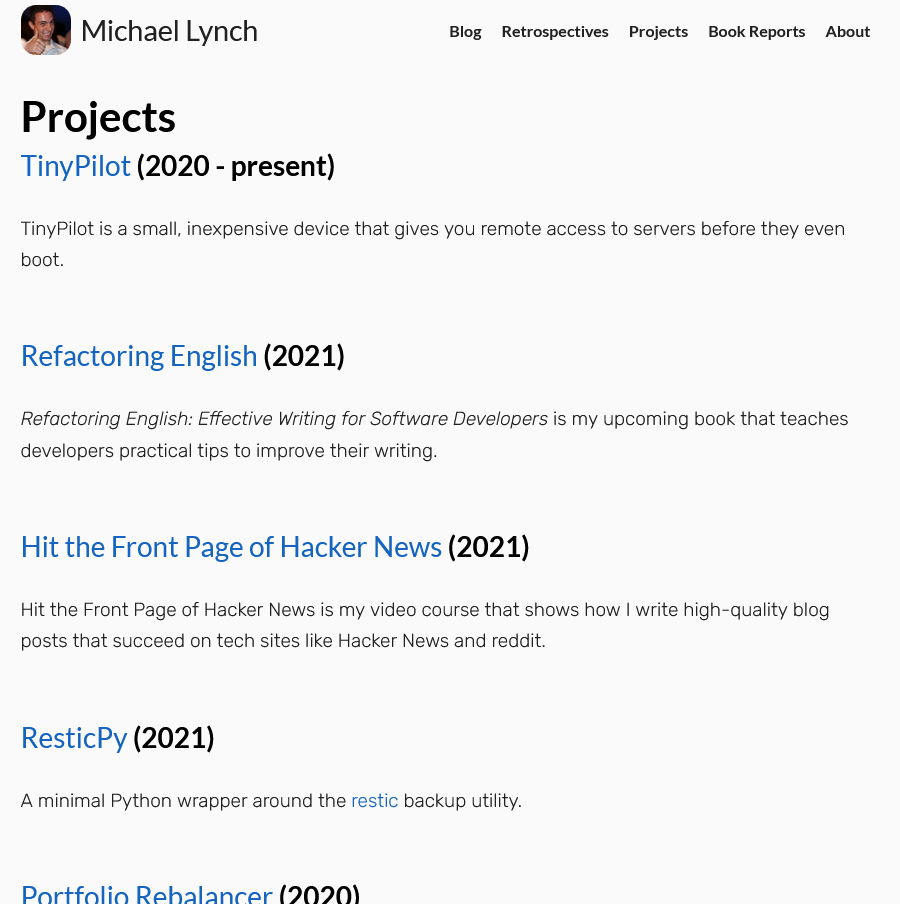 Michael Lynch
Blog Retrospectives Projects Book Reports About
Projects
TinyPilot (2020 - present)
TinyPilot is a small, inexpensive device that gives you remote access to servers before they even
boot.
Refactoring English (2021)
Refactoring English: Effective Writing for Software Developers is my upcoming book that teaches
developers practical tips to improve their writing.
Hit the Front Page of Hacker News (2021)
Hit the Front Page of Hacker News is my video course that shows how I write high-quality blog
posts that succeed on tech sites like Hacker News and reddit.
ResticPy (2021)
A minimal Python wrapper around the restic backup utility.
Portfolio Rebalancer (2020)